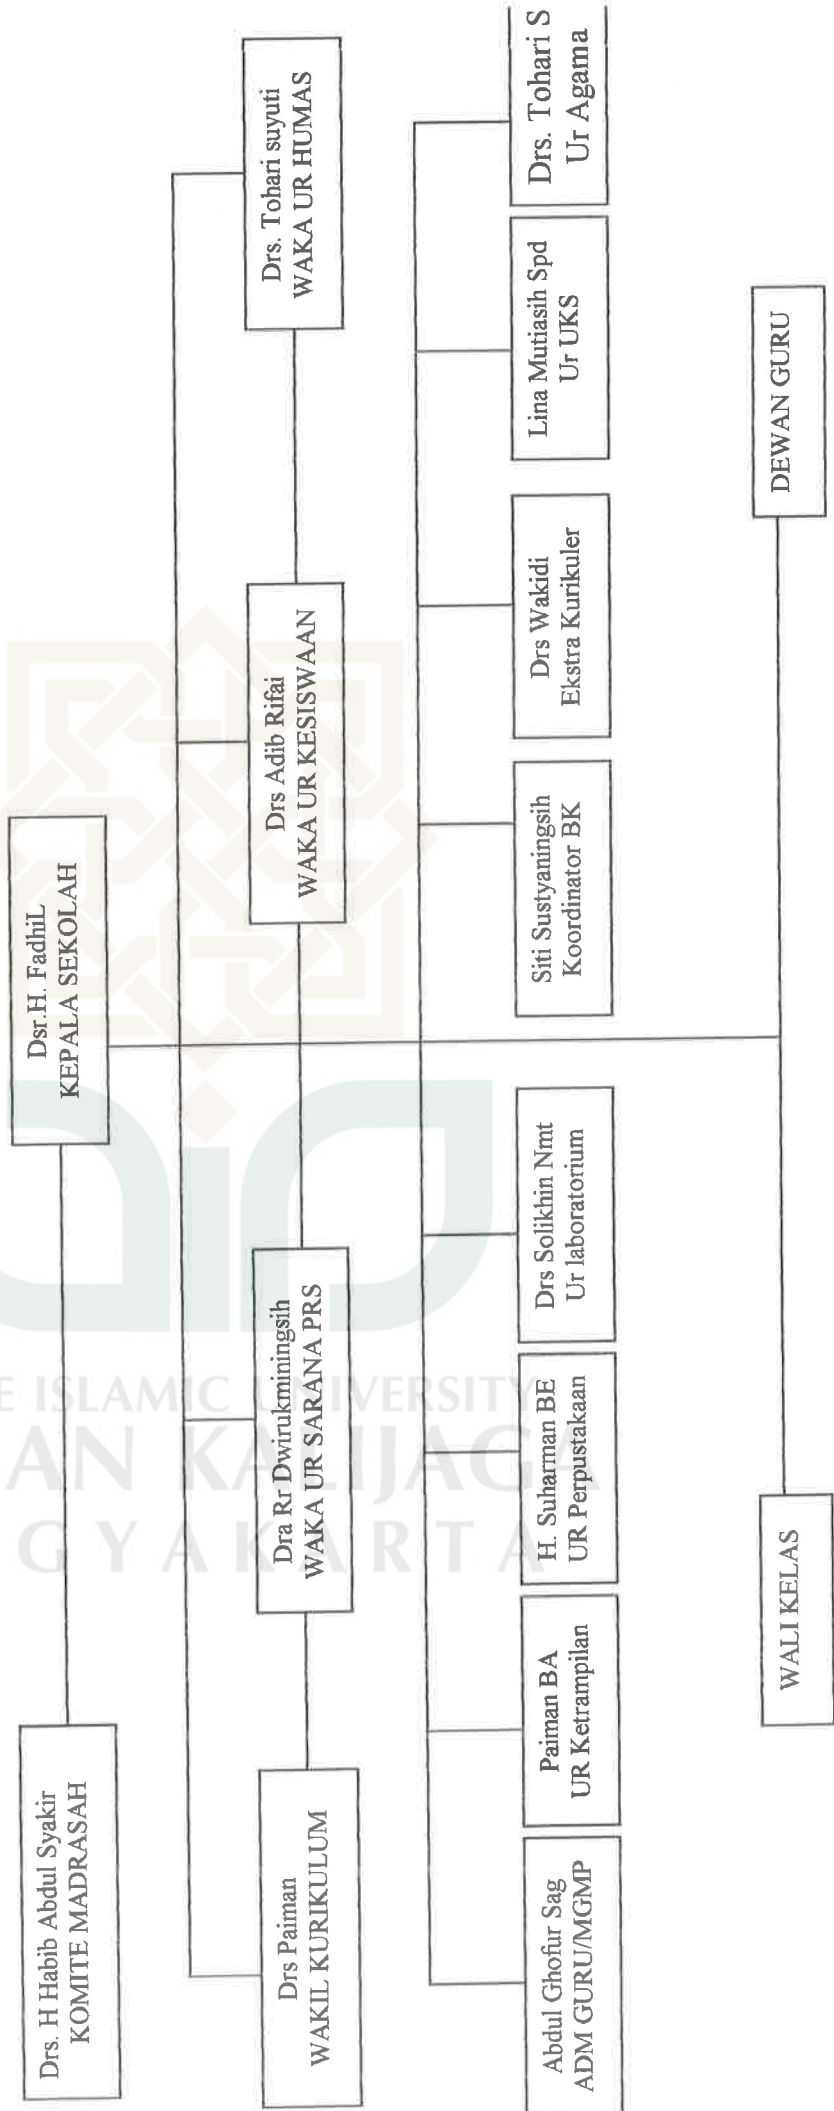 Drs. H Habib Abdul Syakir
KOMITE MADRASAH
Dsr.H. FadhiL
KEPALA SEKOLAH
Drs Paiman
WAKIL KURIKULUM
Dra Rr Dwirukminingsih
WAKA UR SARANA PRS
Drs Adib Rifai
WAKA UR KESISWAAN
Drs. Tohari suyuti
WAKA UR HUMAS
Abdul Ghofur Sag
ADM GURU/MGMP
Paiman BA
UR Ketrampilan
H. Suharman BE
UR Perpustakaan
Drs Solikhin Nmt
Ur laboratorium
Siti Sustyaningsih
Koordinator BK
Drs Wakidi
Ekstra Kurikuler
Lina Mutiasih Spd
Ur UKS
Drs. Tohari S
Ur Agama
WALI KELAS
DEWAN GURU
E ISLAMIC UNIVERSITY
AN KALIJAGA
GYAKARTA